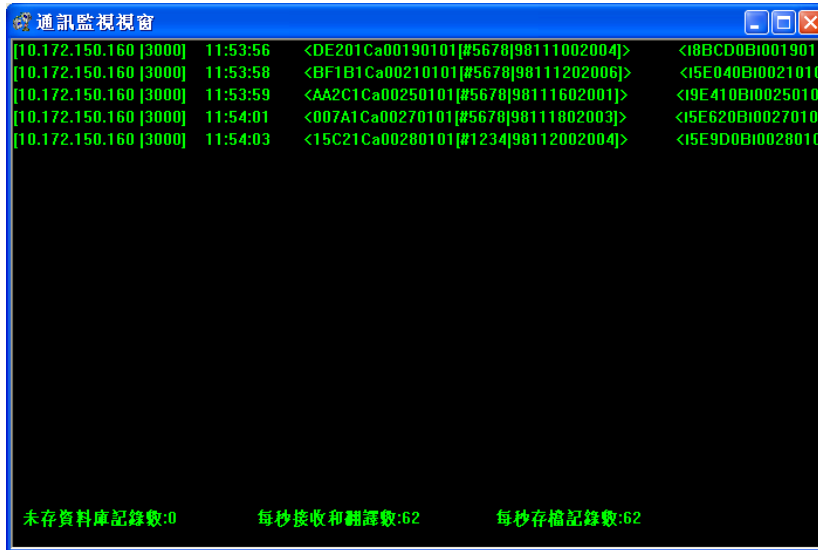 通訊監視視窗
[10.172.150.160 |3000] 11:53:56 <DE201Ca00190101[#5678|98111002004]> <I8BCD0BI001901
[10.172.150.160 |3000] 11:53:58 <BF1B1Ca00210101[#5678|98111202006]> <I5E040BI0021010
[10.172.150.160 |3000] 11:53:59 <AA2C1Ca00250101[#5678|98111602001]> <I9E410BI0025010
[10.172.150.160 |3000] 11:54:01 <007A1Ca00270101[#5678|98111802003]> <I5E620BI0027010
[10.172.150.160 |3000] 11:54:03 <15C21Ca00280101[#1234|98112002004]> <I5E9D0BI0028010
未存資料庫記錄數:0 每秒接收和翻譯數:62 每秒存檔記錄數:62